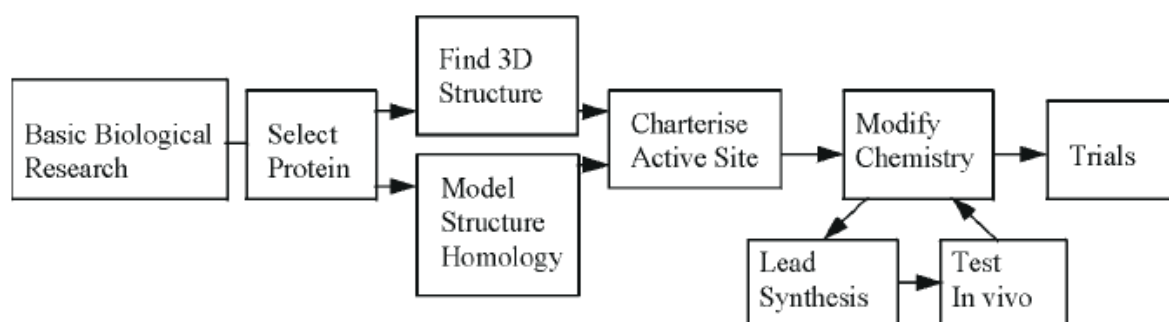 Basic Biological
Research
Select
Protein
Find 3D
Structure
Model
Structure
Homology
Charterise
Active Site
Modify
Chemistry
Trials
Lead
Synthesis
Test
In vivo